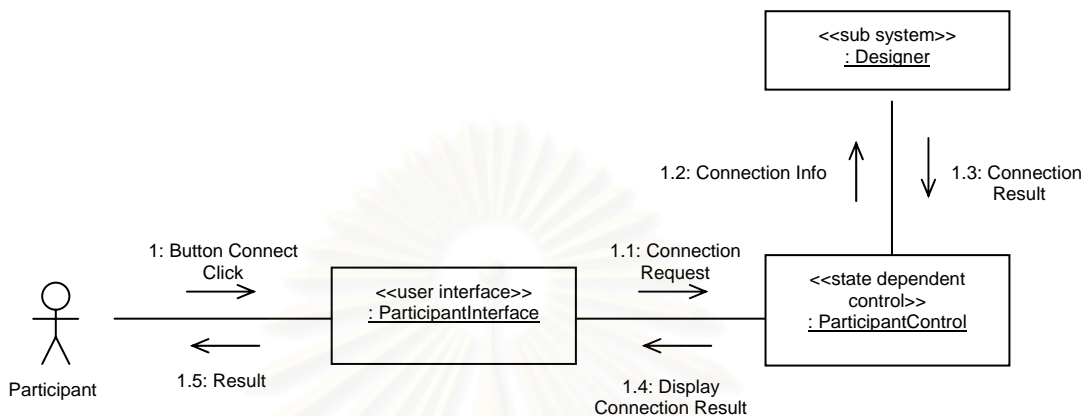 <<sub system>>
: Designer
1.2: Connection Info
1.3: Connection
Result
1: Button Connect
Click
1.1: Connection
Request
<<user interface>>
: ParticipantInterface
<<state dependent
control>>
: ParticipantControl
Participant
1.5: Result
1.4: Display
Connection Result